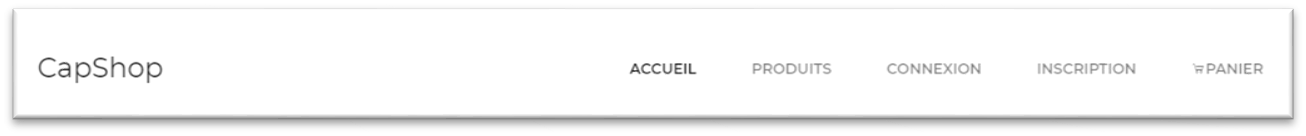 CapShop ACCUEIL PRODUITS CONNEXION INSCRIPTION PANIER